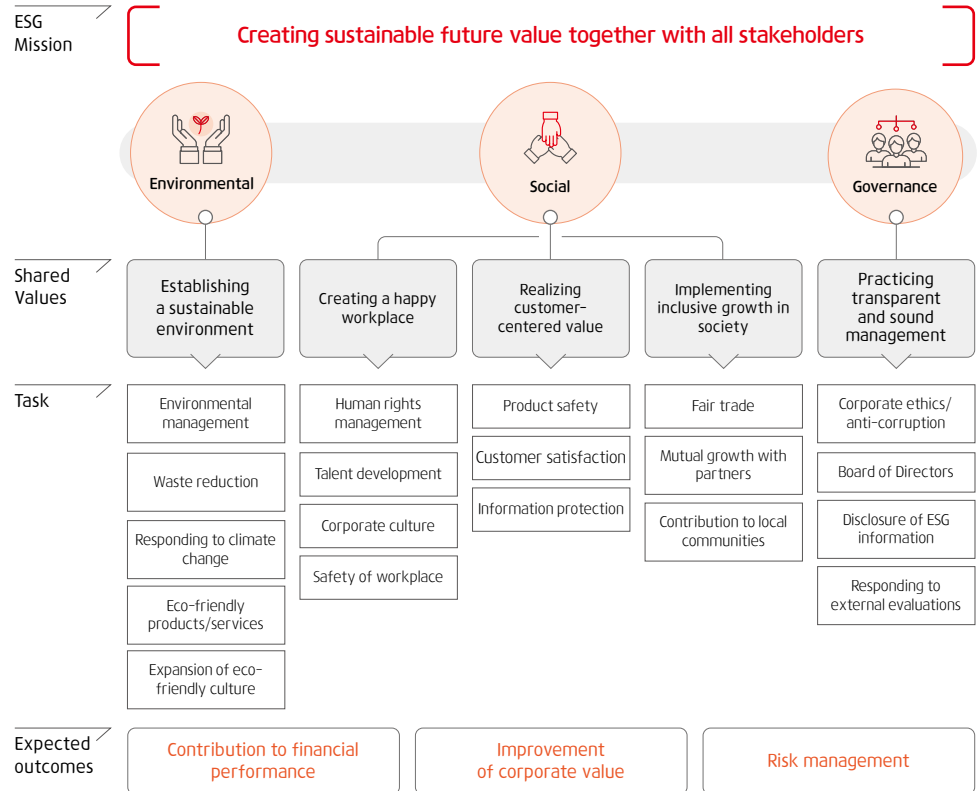 ESG
Mission
Creating sustainable future value together with all stakeholders
Environmental
Social
Governance
Shared
Values
Establishing
a sustainable
environment
Creating a happy
workplace
Realizing
customer-
centered value
Implementing
inclusive growth in
society
Practicing
transparent
and sound
management
Task
Environmental
management
Waste reduction
Responding to climate
change
Eco-friendly
products/services
Expansion of eco-
friendly culture
Human rights
management
Talent development
Corporate culture
Safety of workplace
Product safety
Customer satisfaction
Information protection
Fair trade
Mutual growth with
partners
Contribution to local
communities
Corporate ethics/
anti-corruption
Board of Directors
Disclosure of ESG
information
Responding to
external evaluations
Expected
outcomes
Contribution to financial
performance
Improvement
of corporate value
Risk management